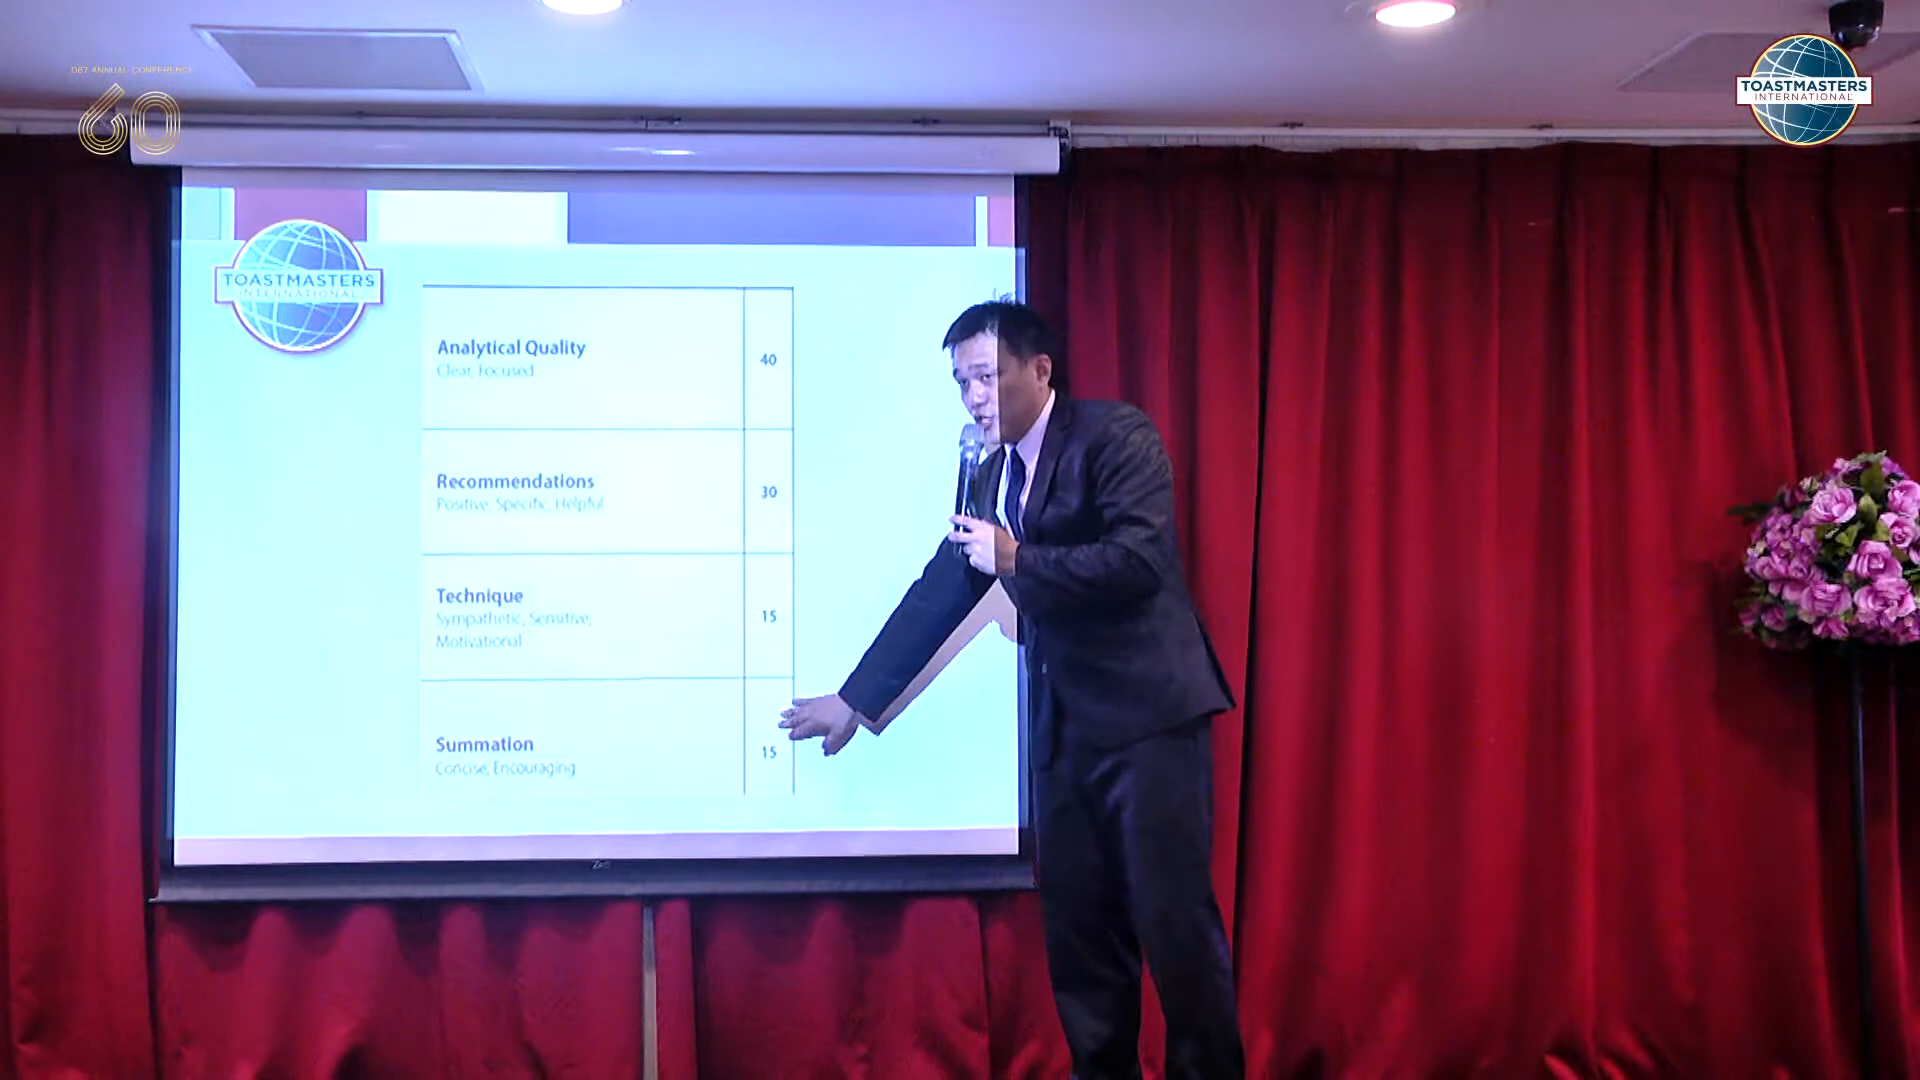 D67 ANNUAL CONFERENCE
60
TOASTMASTERS
INTERNATIONAL
TOASTMASTERS
INTERNATIONAL
Analytical Quality
Clear, Focused
40
Recommendations
Positive, Specific, Helpful
30
Technique
Sympathetic, Sensitive,
Motivational
15
Summation
Concise, Encouraging
15